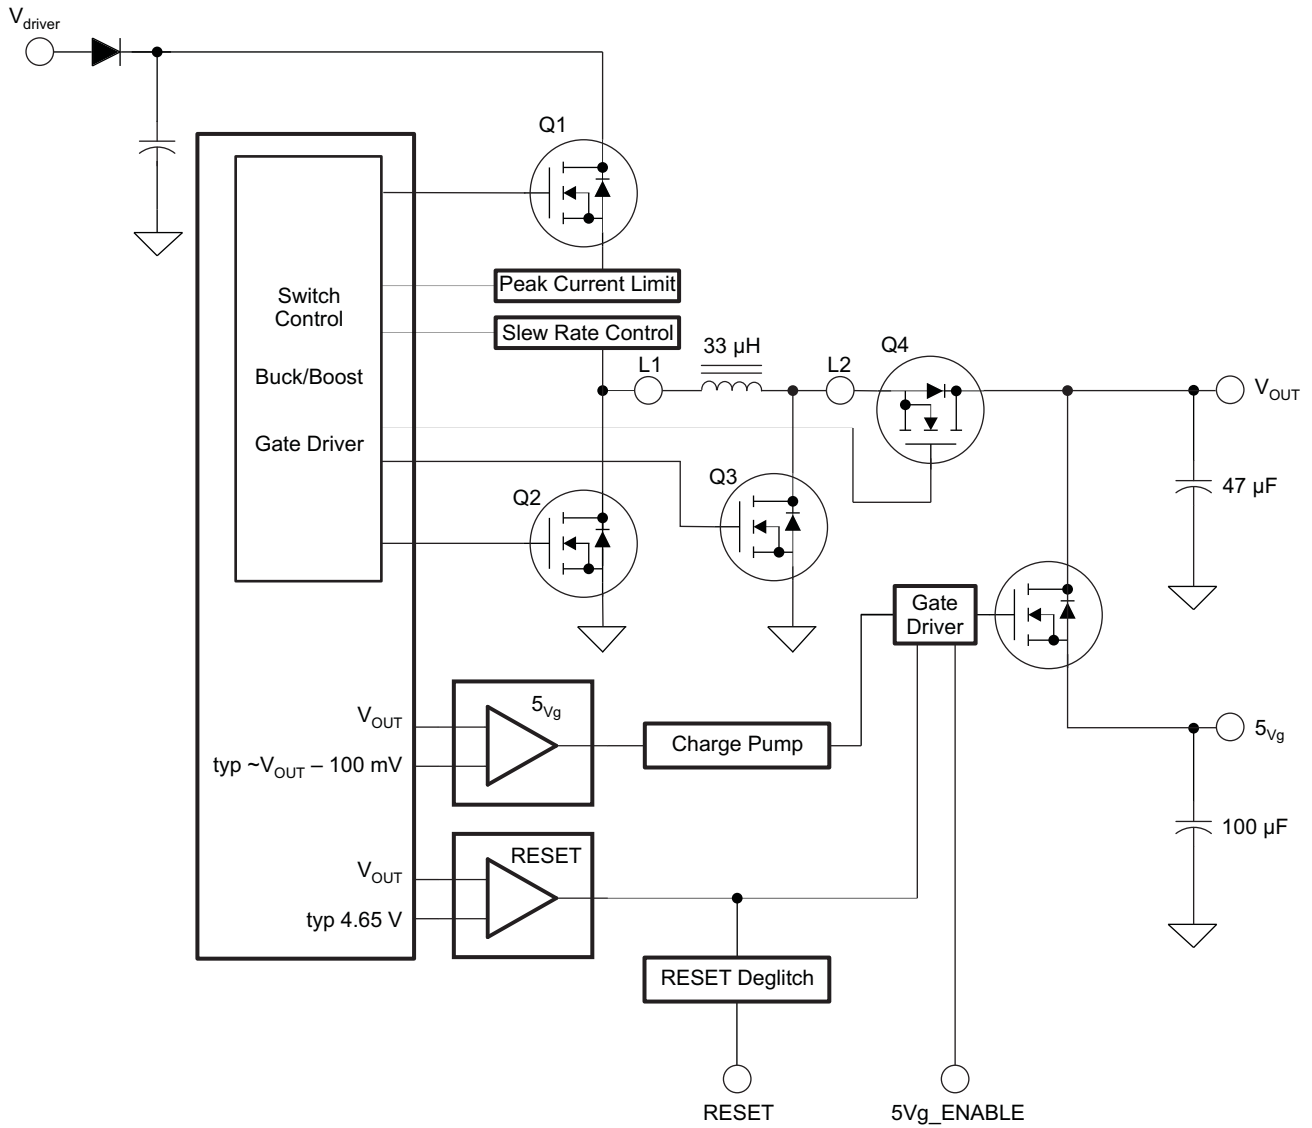 Vdriver
Q1
Peak Current Limit
Switch
Control
Slew Rate Control
33 µH
Q4
L1
L2
Buck/Boost
VOUT
Gate Driver
Q3
Q2
47 µF
Gate
Driver
5Vg
VOUT
5Vg
Charge Pump
typ ~VOUT – 100 mV
100 µF
RESET
VOUT
typ 4.65 V
RESET Deglitch
RESET
5Vg_ENABLE